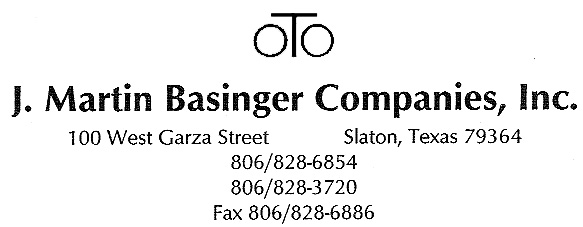 OTO
J. Martin Basinger Companies, Inc.
100 West Garza Street Slaton, Texas 79364
806/828-6854
806/828-3720
Fax 806/828-6886